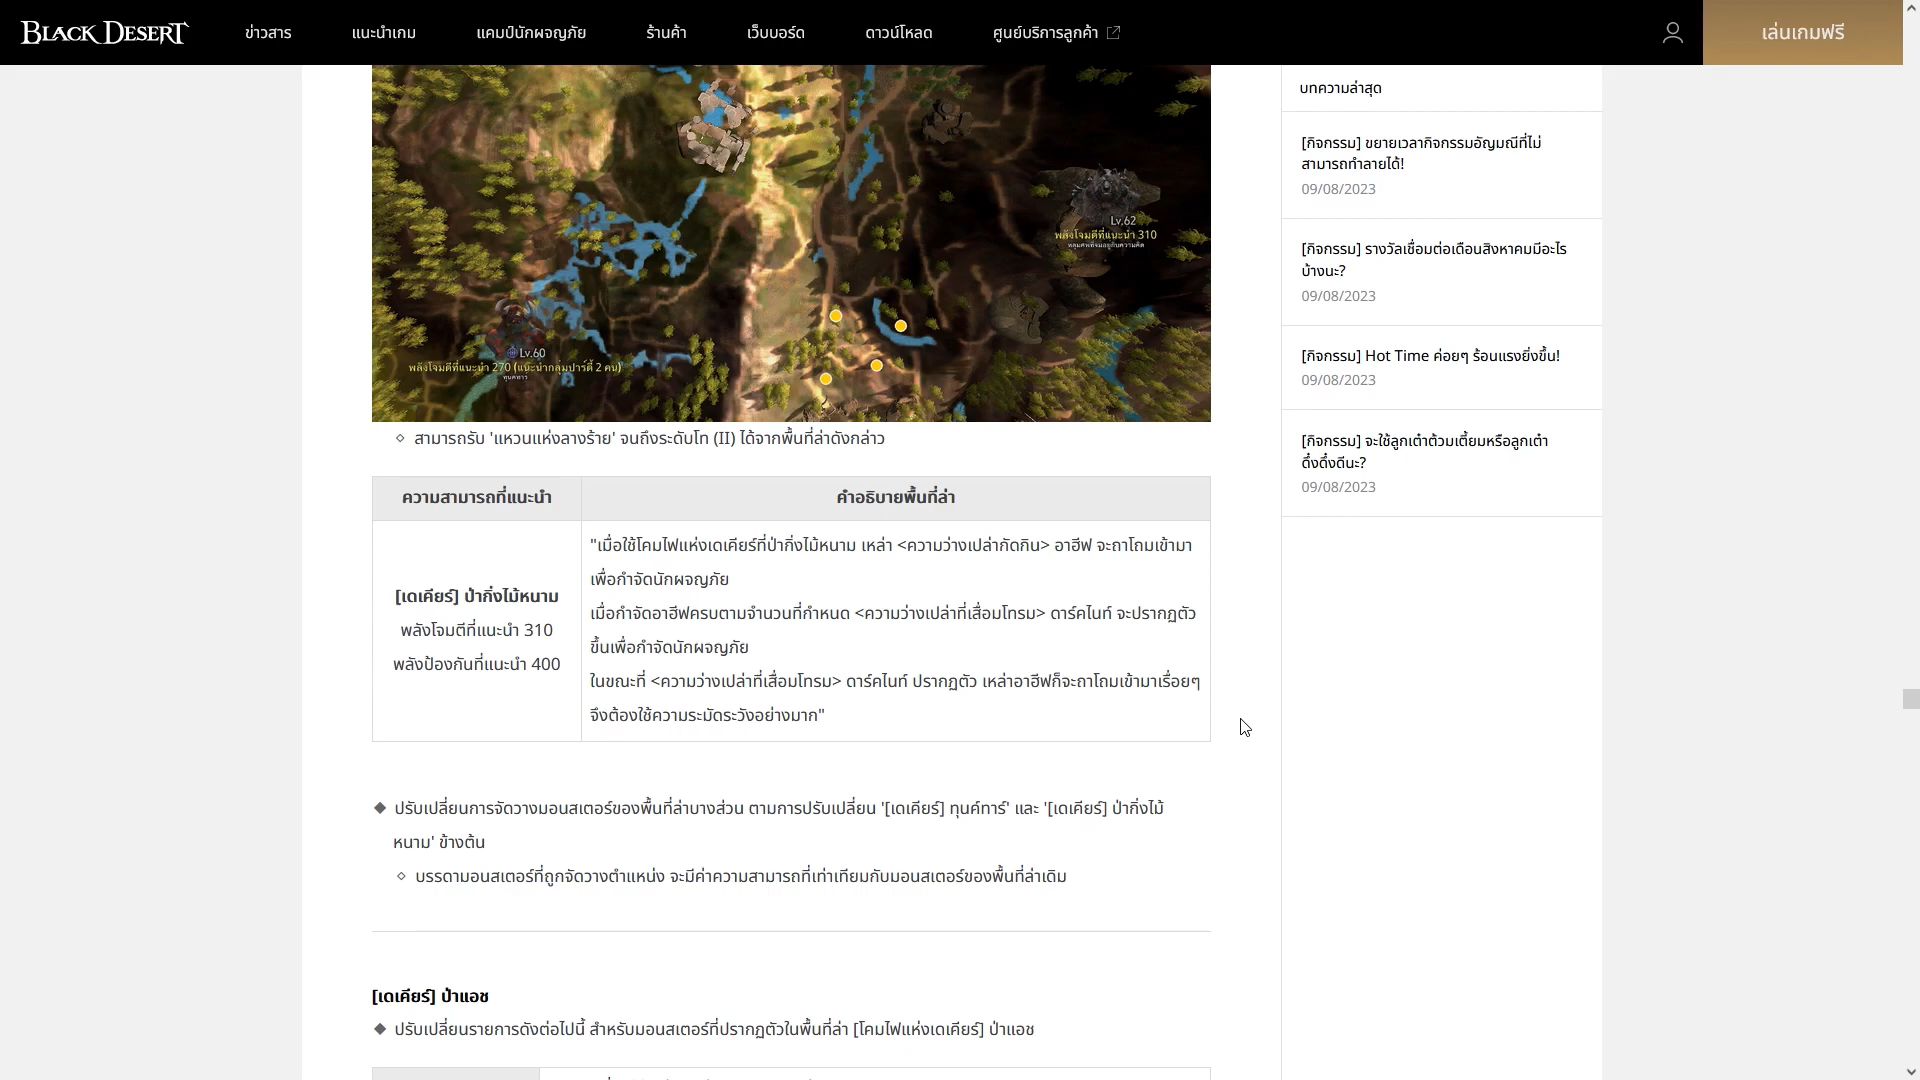 BLACK DESERT
ข่าวสาร
แนะนำเกม
แคมป์นักผจญภัย
ร้านค้า
เว็บบอร์ด
ดาวน์โหลด
ศูนย์บริการลูกค้า
เล่นเกมฟรี
Lv.62
พลังโจมตีที่แนะนำ 310
Lv.60
พลังโจมตีที่แนะนำ 270 (แนะนำกลุ่มปาร์ตี้ 2 คน)
ทุนคทาร์
สามารถรับ 'แหวนแห่งลางร้าย' จนถึงระดับโท (II) ได้จากพื้นที่ล่าดังกล่าว
ความสามารถที่แนะนำ
คำอธิบายพื้นที่ล่า
[เดเคียร์] ป่ากิ่งไม้หนาม
พลังโจมตีที่แนะนำ 310
พลังป้องกันที่แนะนำ 400
"เมื่อใช้โคมไฟแห่งเดเคียร์ที่ป่ากิ่งไม้หนาม เหล่า <ความว่างเปล่ากัดกิน> อาฮีฟ จะถาโถมเข้ามา
เพื่อกำจัดนักผจญภัย
เมื่อกำจัดอาฮีฟครบตามจำนวนที่กำหนด <ความว่างเปล่าที่เสื่อมโทรม> ดาร์คไนท์ จะปรากฏตัว
ขึ้นเพื่อกำจัดนักผจญภัย
ในขณะที่ <ความว่างเปล่าที่เสื่อมโทรม> ดาร์คไนท์ ปรากฏตัว เหล่าอาฮีฟก็จะถาโถมเข้ามาเรื่อยๆ
จึงต้องใช้ความระมัดระวังอย่างมาก"
ปรับเปลี่ยนการจัดวางมอนสเตอร์ของพื้นที่ล่าบางส่วน ตามการปรับเปลี่ยน '[เดเคียร์] ทุนค์ทาร์' และ '[เดเคียร์] ป่ากิ่งไม้
หนาม' ข้างต้น
บรรดามอนสเตอร์ที่ถูกจัดวางตำแหน่ง จะมีค่าความสามารถที่เท่าเทียมกับมอนสเตอร์ของพื้นที่ล่าเดิม
[เดเคียร์] ป่าแอช
ปรับเปลี่ยนรายการดังต่อไปนี้ สำหรับมอนสเตอร์ที่ปรากฏตัวในพื้นที่ล่า [โคมไฟแห่งเดเคียร์] ป่าแอช
บทความล่าสุด
[กิจกรรม] ขยายเวลากิจกรรมอัญมณีที่ไม่
สามารถทำลายได้!
09/08/2023
[กิจกรรม] รางวัลเชื่อมต่อเดือนสิงหาคมมีอะไร
บ้างนะ?
09/08/2023
[กิจกรรม] Hot Time ค่อยๆ ร้อนแรงยิ่งขึ้น!
09/08/2023
[กิจกรรม] จะใช้ลูกเต๋าต้วมเตี้ยมหรือลูกเต๋า
ดึ๋งดึ๋งดีนะ?
09/08/2023